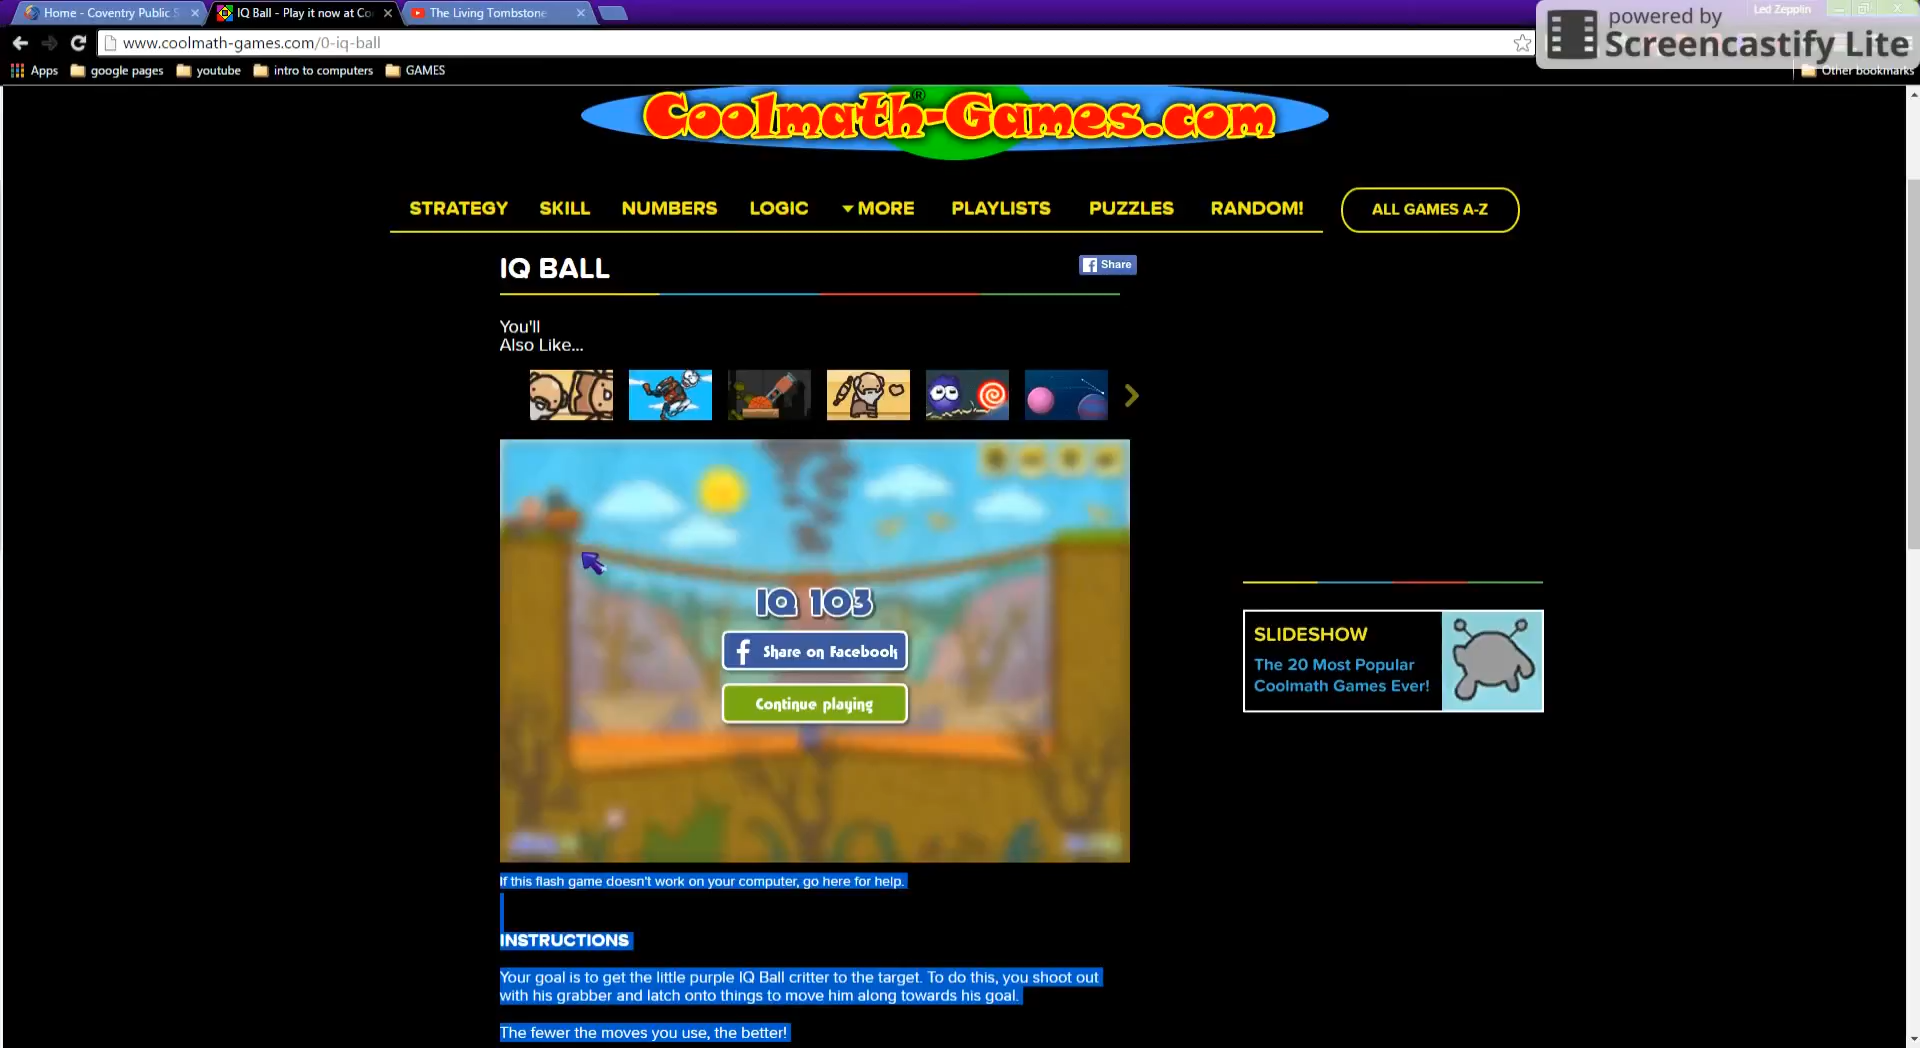 Home - Coventry Public S
IQ Ball - Play it now at Co
The Living Tombstone
Led Zepplin
powered by
Screencastify Lite
www.coolmath-games.com/0-iq-ball
Apps google pages youtube intro to computers GAMES Other bookmarks
Coolmath-Games.com®
STRATEGY SKILL NUMBERS LOGIC MORE PLAYLISTS PUZZLES RANDOM! ALL GAMES A-Z
IQ BALL
Share
You'll
Also Like...
IQ 103
Share on Facebook
Continue playing
SLIDESHOW
The 20 Most Popular
Coolmath Games Ever!
If this flash game doesn't work on your computer, go here for help.
INSTRUCTIONS
Your goal is to get the little purple IQ Ball critter to the target. To do this, you shoot out
with his grabber and latch onto things to move him along towards his goal.
The fewer the moves you use, the better!